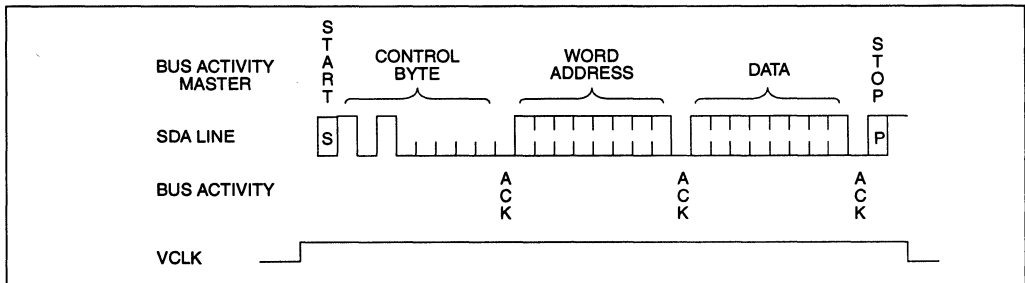 START
CONTROL
BYTE
WORD
ADDRESS
DATA
STOP
BUS ACTIVITY
MASTER
SDA LINE
S
P
BUS ACTIVITY
ACK
ACK
ACK
VCLK